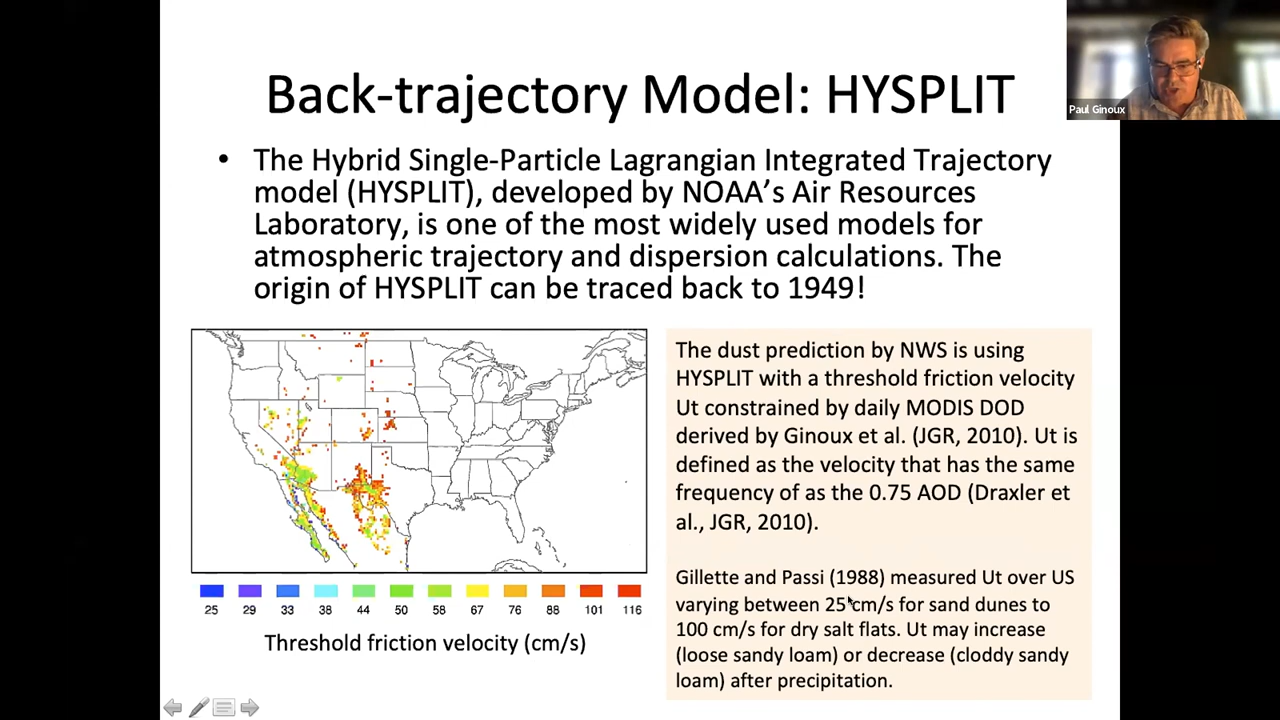 Back-trajectory Model: HYSPLIT
Paul Ginoux
• The Hybrid Single-Particle Lagrangian Integrated Trajectory
model (HYSPLIT), developed by NOAA's Air Resources
Laboratory, is one of the most widely used models for
atmospheric trajectory and dispersion calculations. The
origin of HYSPLIT can be traced back to 1949!
25 29 33 38 44 50 58 67 76 88 101 116
Threshold friction velocity (cm/s)
The dust prediction by NWS is using
HYSPLIT with a threshold friction velocity
Ut constrained by daily MODIS DOD
derived by Ginoux et al. (JGR, 2010). Ut is
defined as the velocity that has the same
frequency of as the 0.75 AOD (Draxler et
al., JGR, 2010).
Gillette and Passi (1988) measured Ut over US
varying between 25 cm/s for sand dunes to
100 cm/s for dry salt flats. Ut may increase
(loose sandy loam) or decrease (cloddy sandy
loam) after precipitation.